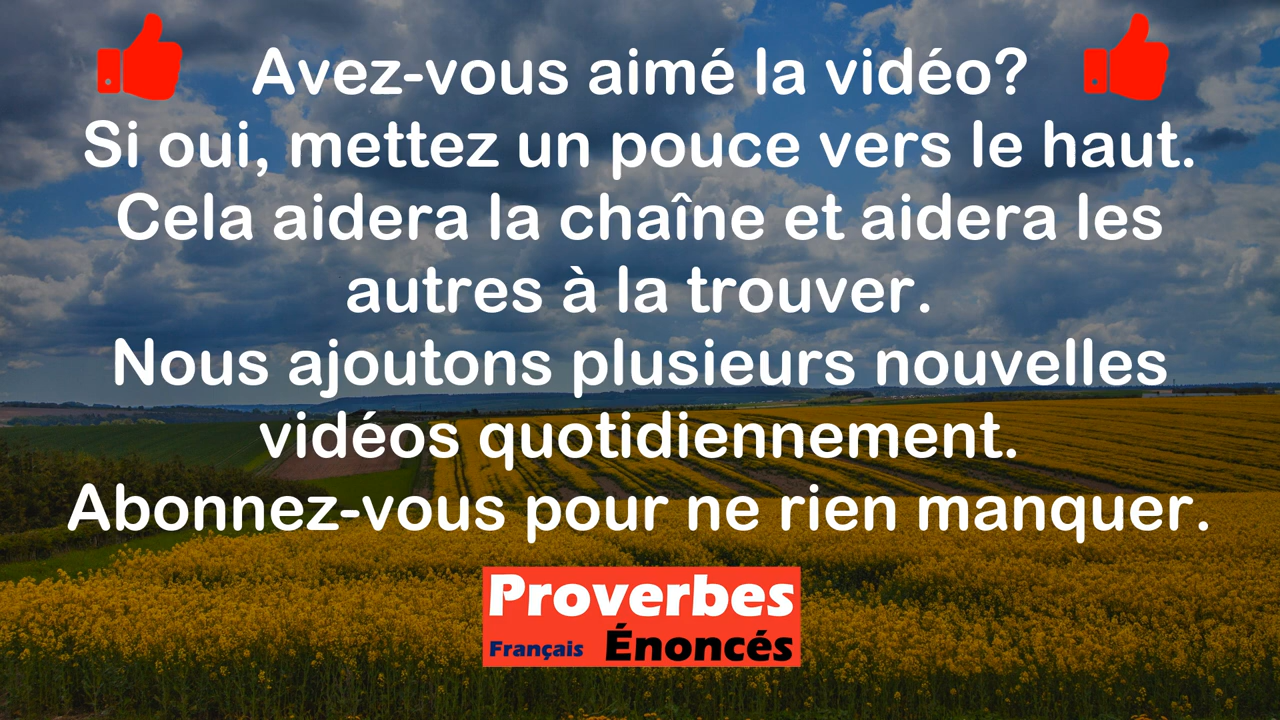 Avez-vous aimé la vidéo?
Si oui, mettez un pouce vers le haut.
Cela aidera la chaîne et aidera les
autres à la trouver.
Nous ajoutons plusieurs nouvelles
vidéos quotidiennement.
Abonnez-vous pour ne rien manquer.
Proverbes
Français Énoncés